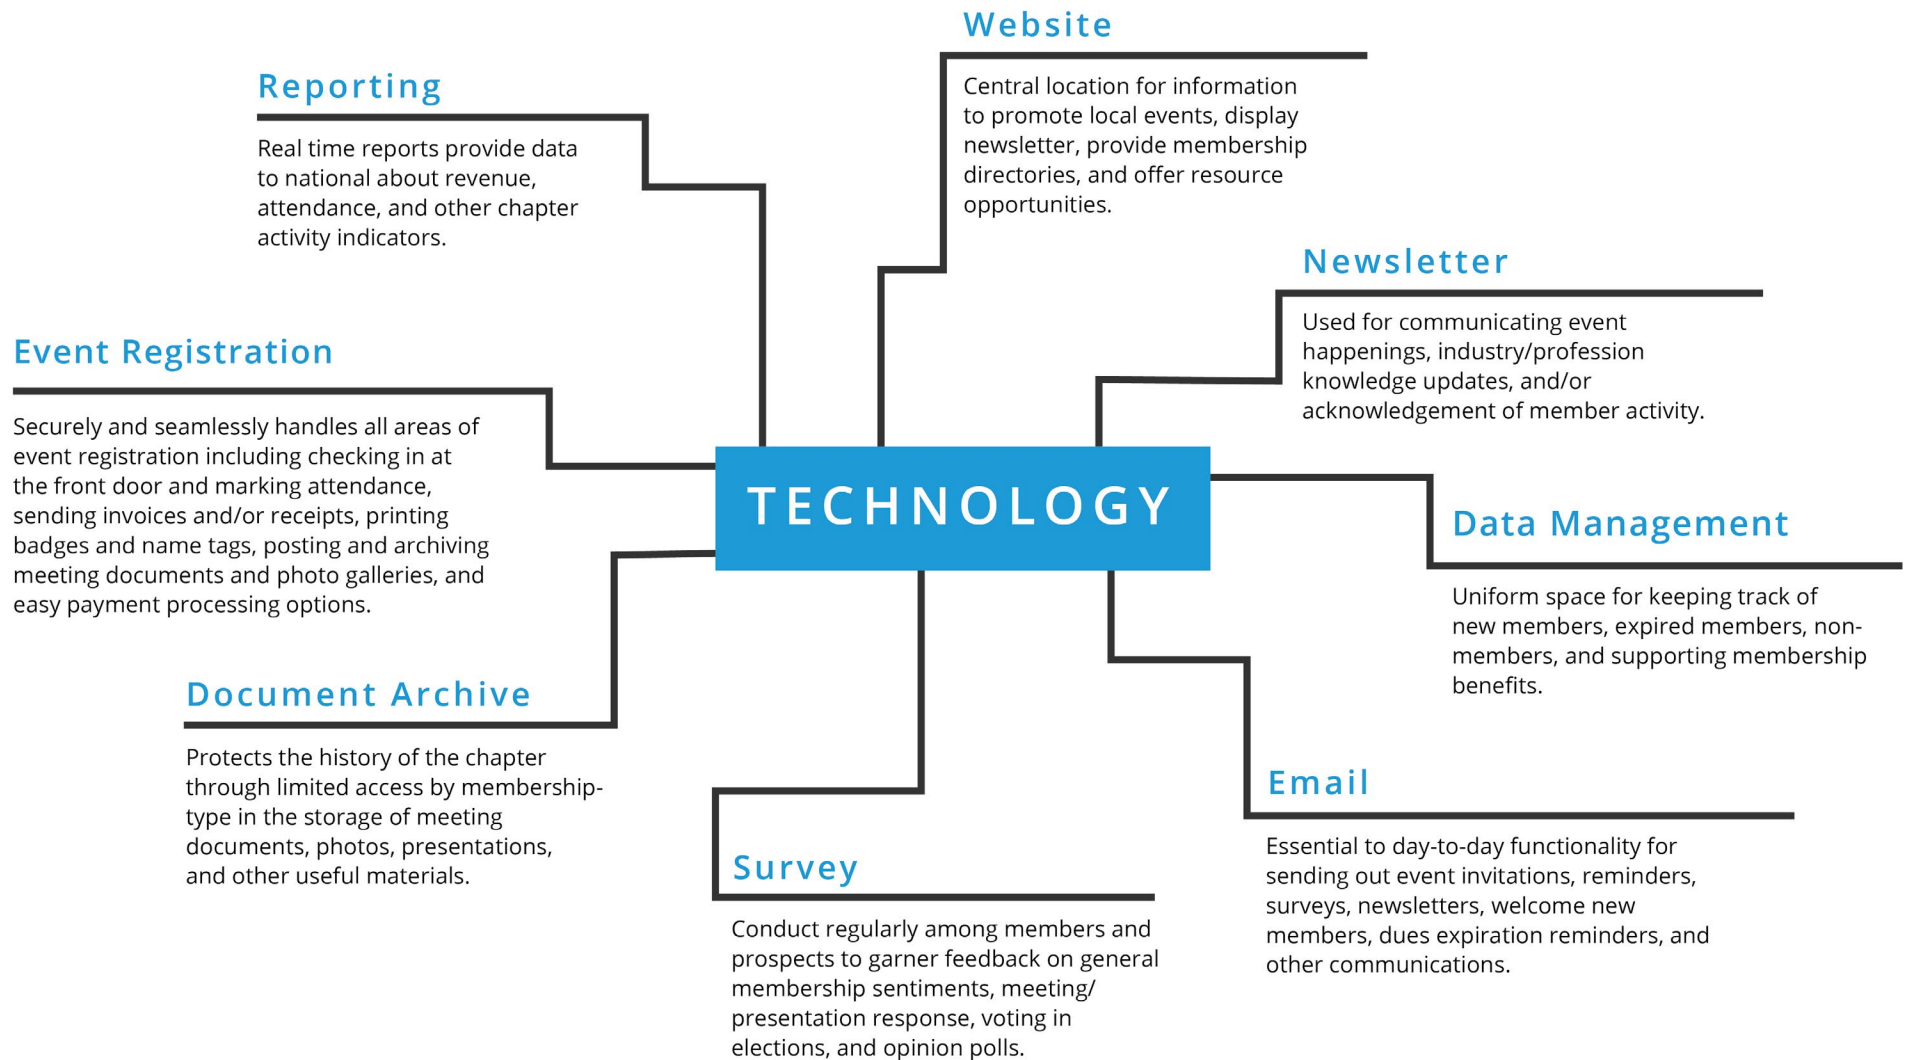 Website
Central location for information
to promote local events, display
newsletter, provide membership
directories, and offer resource
opportunities.
Reporting
Real time reports provide data
to national about revenue,
attendance, and other chapter
activity indicators.
Newsletter
Used for communicating event
happenings, industry/profession
knowledge updates, and/or
acknowledgement of member activity.
Event Registration
Securely and seamlessly handles all areas of
event registration including checking in at
the front door and marking attendance,
sending invoices and/or receipts, printing
badges and name tags, posting and archiving
meeting documents and photo galleries, and
easy payment processing options.
TECHNOLOGY
Data Management
Uniform space for keeping track of
new members, expired members, non-
members, and supporting membership
benefits.
Document Archive
Protects the history of the chapter
through limited access by membership-
type in the storage of meeting
documents, photos, presentations,
and other useful materials.
Email
Essential to day-to-day functionality for
sending out event invitations, reminders,
surveys, newsletters, welcome new
members, dues expiration reminders, and
other communications.
Survey
Conduct regularly among members and
prospects to garner feedback on general
membership sentiments, meeting/
presentation response, voting in
elections, and opinion polls.